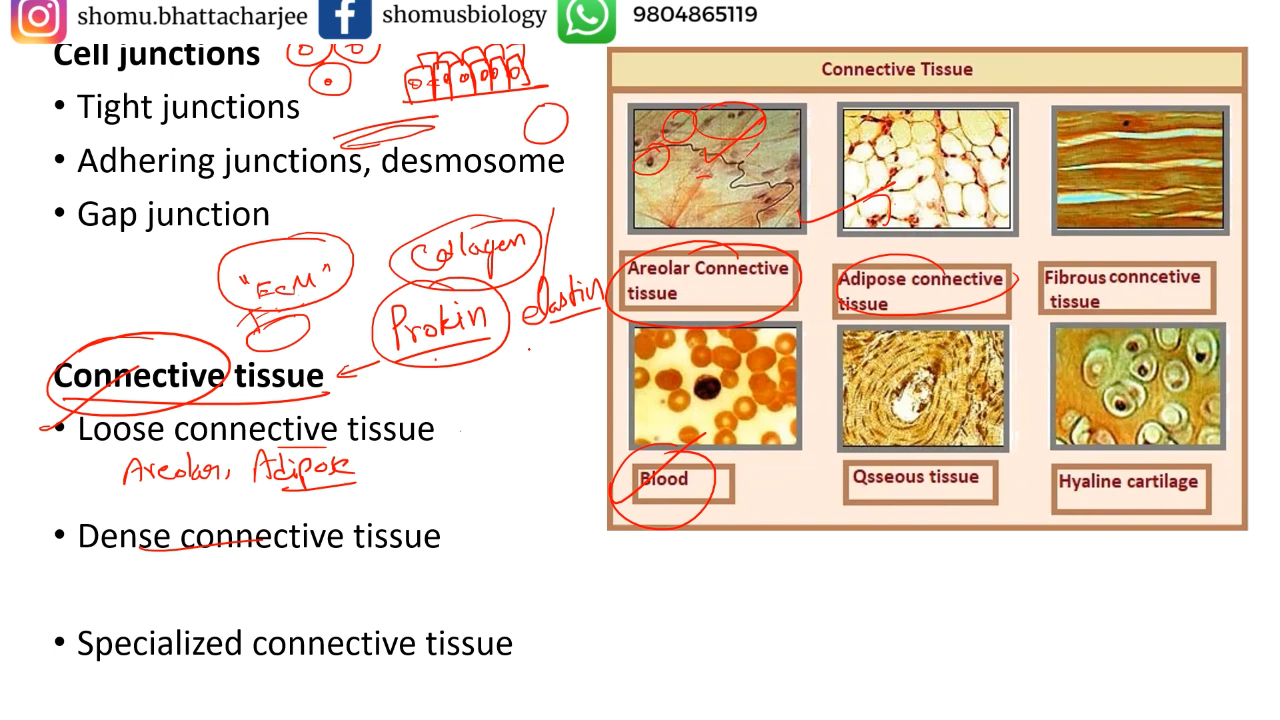 shomu.bhattacharjee shomusbiology 9804865119
Cell junctions
• Tight junctions
• Adhering junctions, desmosome
• Gap junction
"ECM"
Collagen
Protein
elastin
Connective tissue
• Loose connective tissue
Areolar, Adipose
• Dense connective tissue
• Specialized connective tissue
Connective Tissue
Areolar Connective
tissue
Adipose connective
tissue
Fibrous conncetive
tissue
Blood
Qsseous tissue
Hyaline cartilage